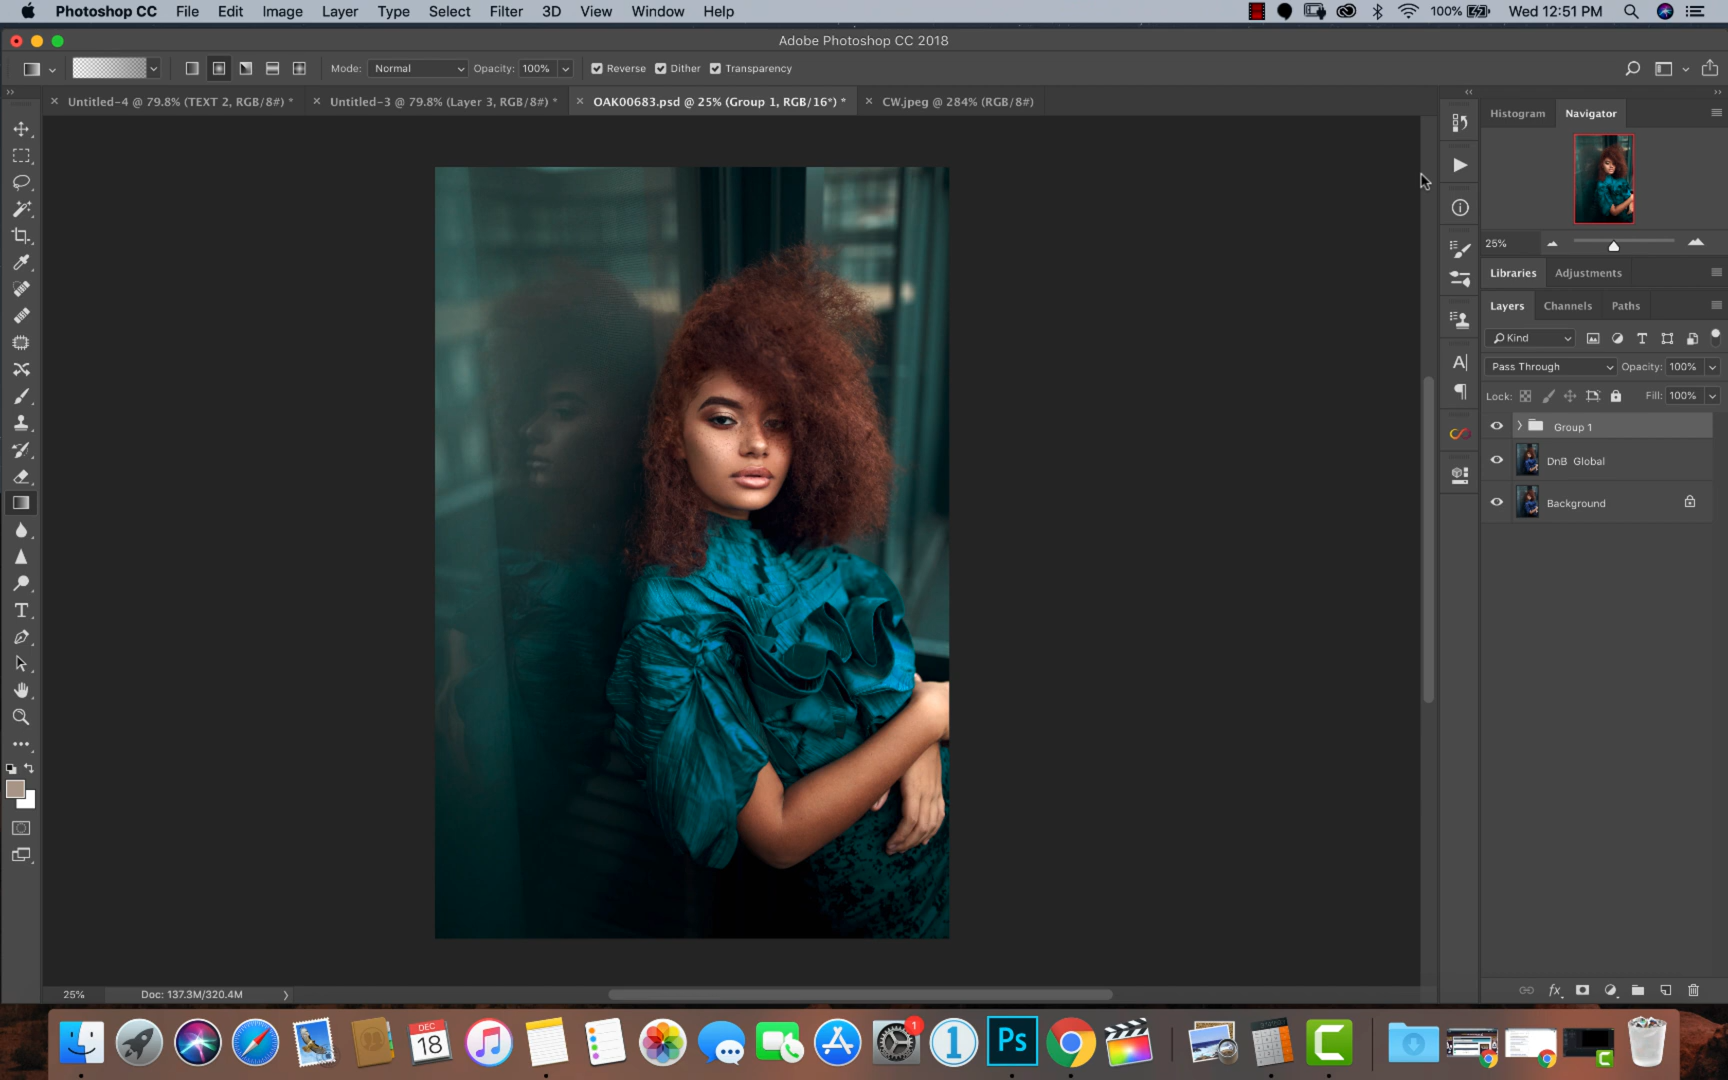 Photoshop CC File Edit Image Layer Type Select Filter 3D View Window Help 100% Wed 12:51 PM
Adobe Photoshop CC 2018
Mode: Normal Opacity: 100% Reverse Dither Transparency
Untitled-4 @ 79.8% (TEXT 2, RGB/8#) * Untitled-3 @ 79.8% (Layer 3, RGB/8#) * OAK00683.psd @ 25% (Group 1, RGB/16*) * CW.jpeg @ 284% (RGB/8#)
Histogram Navigator
25%
Libraries Adjustments
Layers Channels Paths
Kind
Pass Through Opacity: 100%
Lock: Fill: 100%
Group 1
DnB Global
Background
25% Doc: 137.3M/320.4M
DEC
18
1
1
Ps